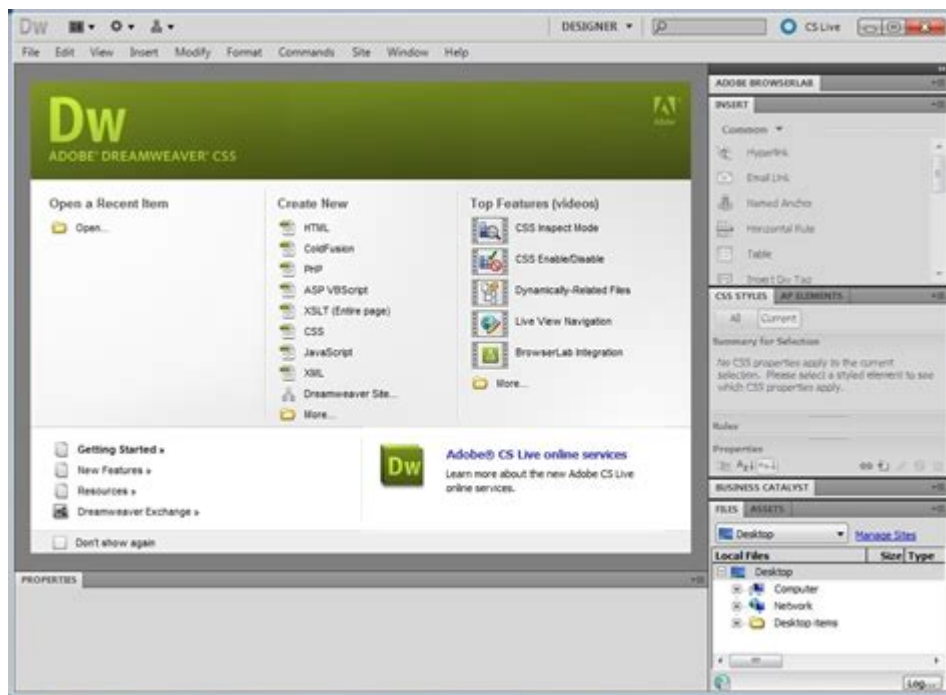 Dw
DESIGNER
CS Live
File Edit View Insert Modify Format Commands Site Window Help
Dw
ADOBE® DREAMWEAVER® CS5
Adobe
Open a Recent Item
Open...
Create New
HTML
ColdFusion
PHP
ASP VBScript
XSLT (Entire page)
CSS
JavaScript
XML
Dreamweaver Site...
More...
Top Features (videos)
CSS Inspect Mode
CSS Enable/Disable
Dynamically-Related Files
Live View Navigation
BrowserLab Integration
More...
Getting Started »
New Features »
Resources »
Dreamweaver Exchange »
Dw
Adobe® CS Live online services
Learn more about the new Adobe CS Live
online services.
Don't show again
PROPERTIES
ADOBE BROWSERLAB
INSERT
Common
Hyperlink
Email Link
Named Anchor
Horizontal Rule
Table
Insert Div Tag
CSS STYLES AP ELEMENTS
All Current
Summary for Selection
No CSS properties apply to the current
selection. Please select a styled element to see
which CSS properties apply.
Rules
Properties
BUSINESS CATALYST
FILES ASSETS
Desktop Manage Sites
Local Files Size Type
Desktop
Computer
Network
Desktop items
Log...